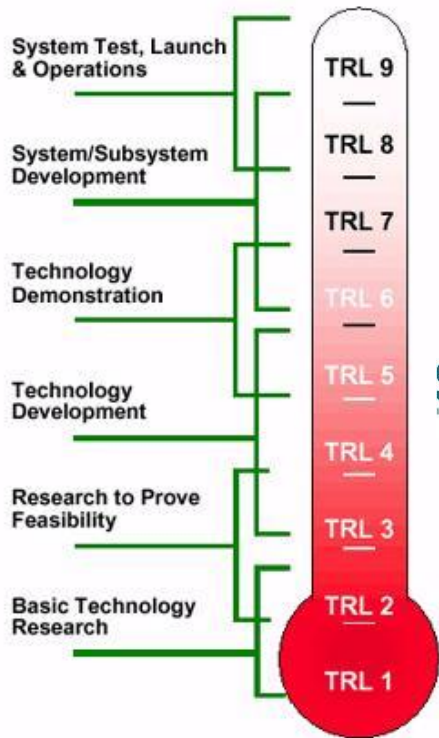 System Test, Launch
& Operations
System/Subsystem
Development
Technology
Demonstration
Technology
Development
Research to Prove
Feasibility
Basic Technology
Research
TRL 9
TRL 8
TRL 7
TRL 6
TRL 5
TRL 4
TRL 3
TRL 2
TRL 1